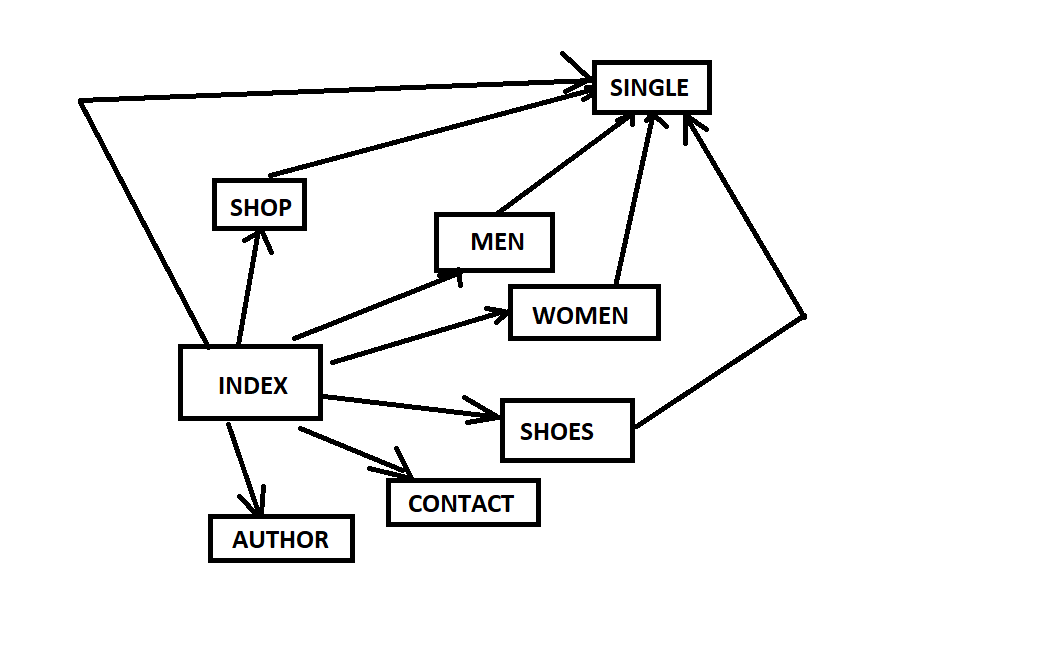 SINGLE
SHOP
MEN
WOMEN
INDEX
SHOES
CONTACT
AUTHOR